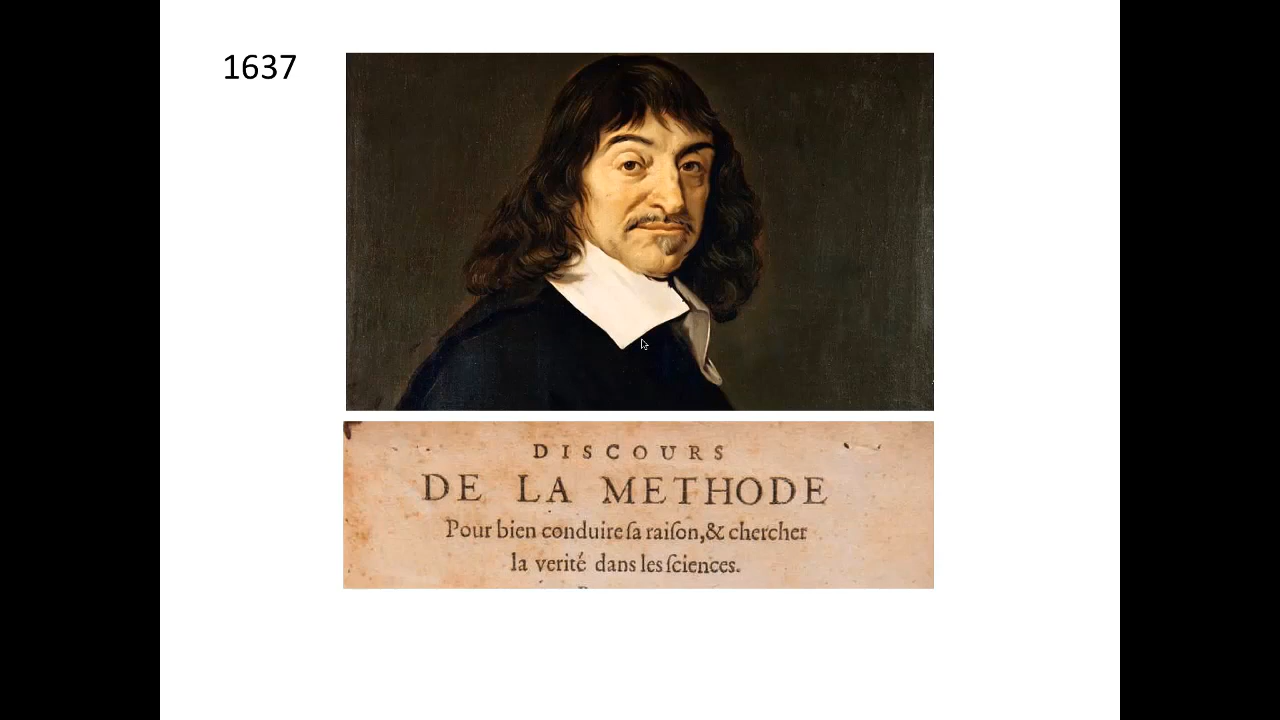 1637
DISCOURS
DE LA METHODE
Pour bien conduire ſa raiſon,& chercher
la verité dans les ſciences.